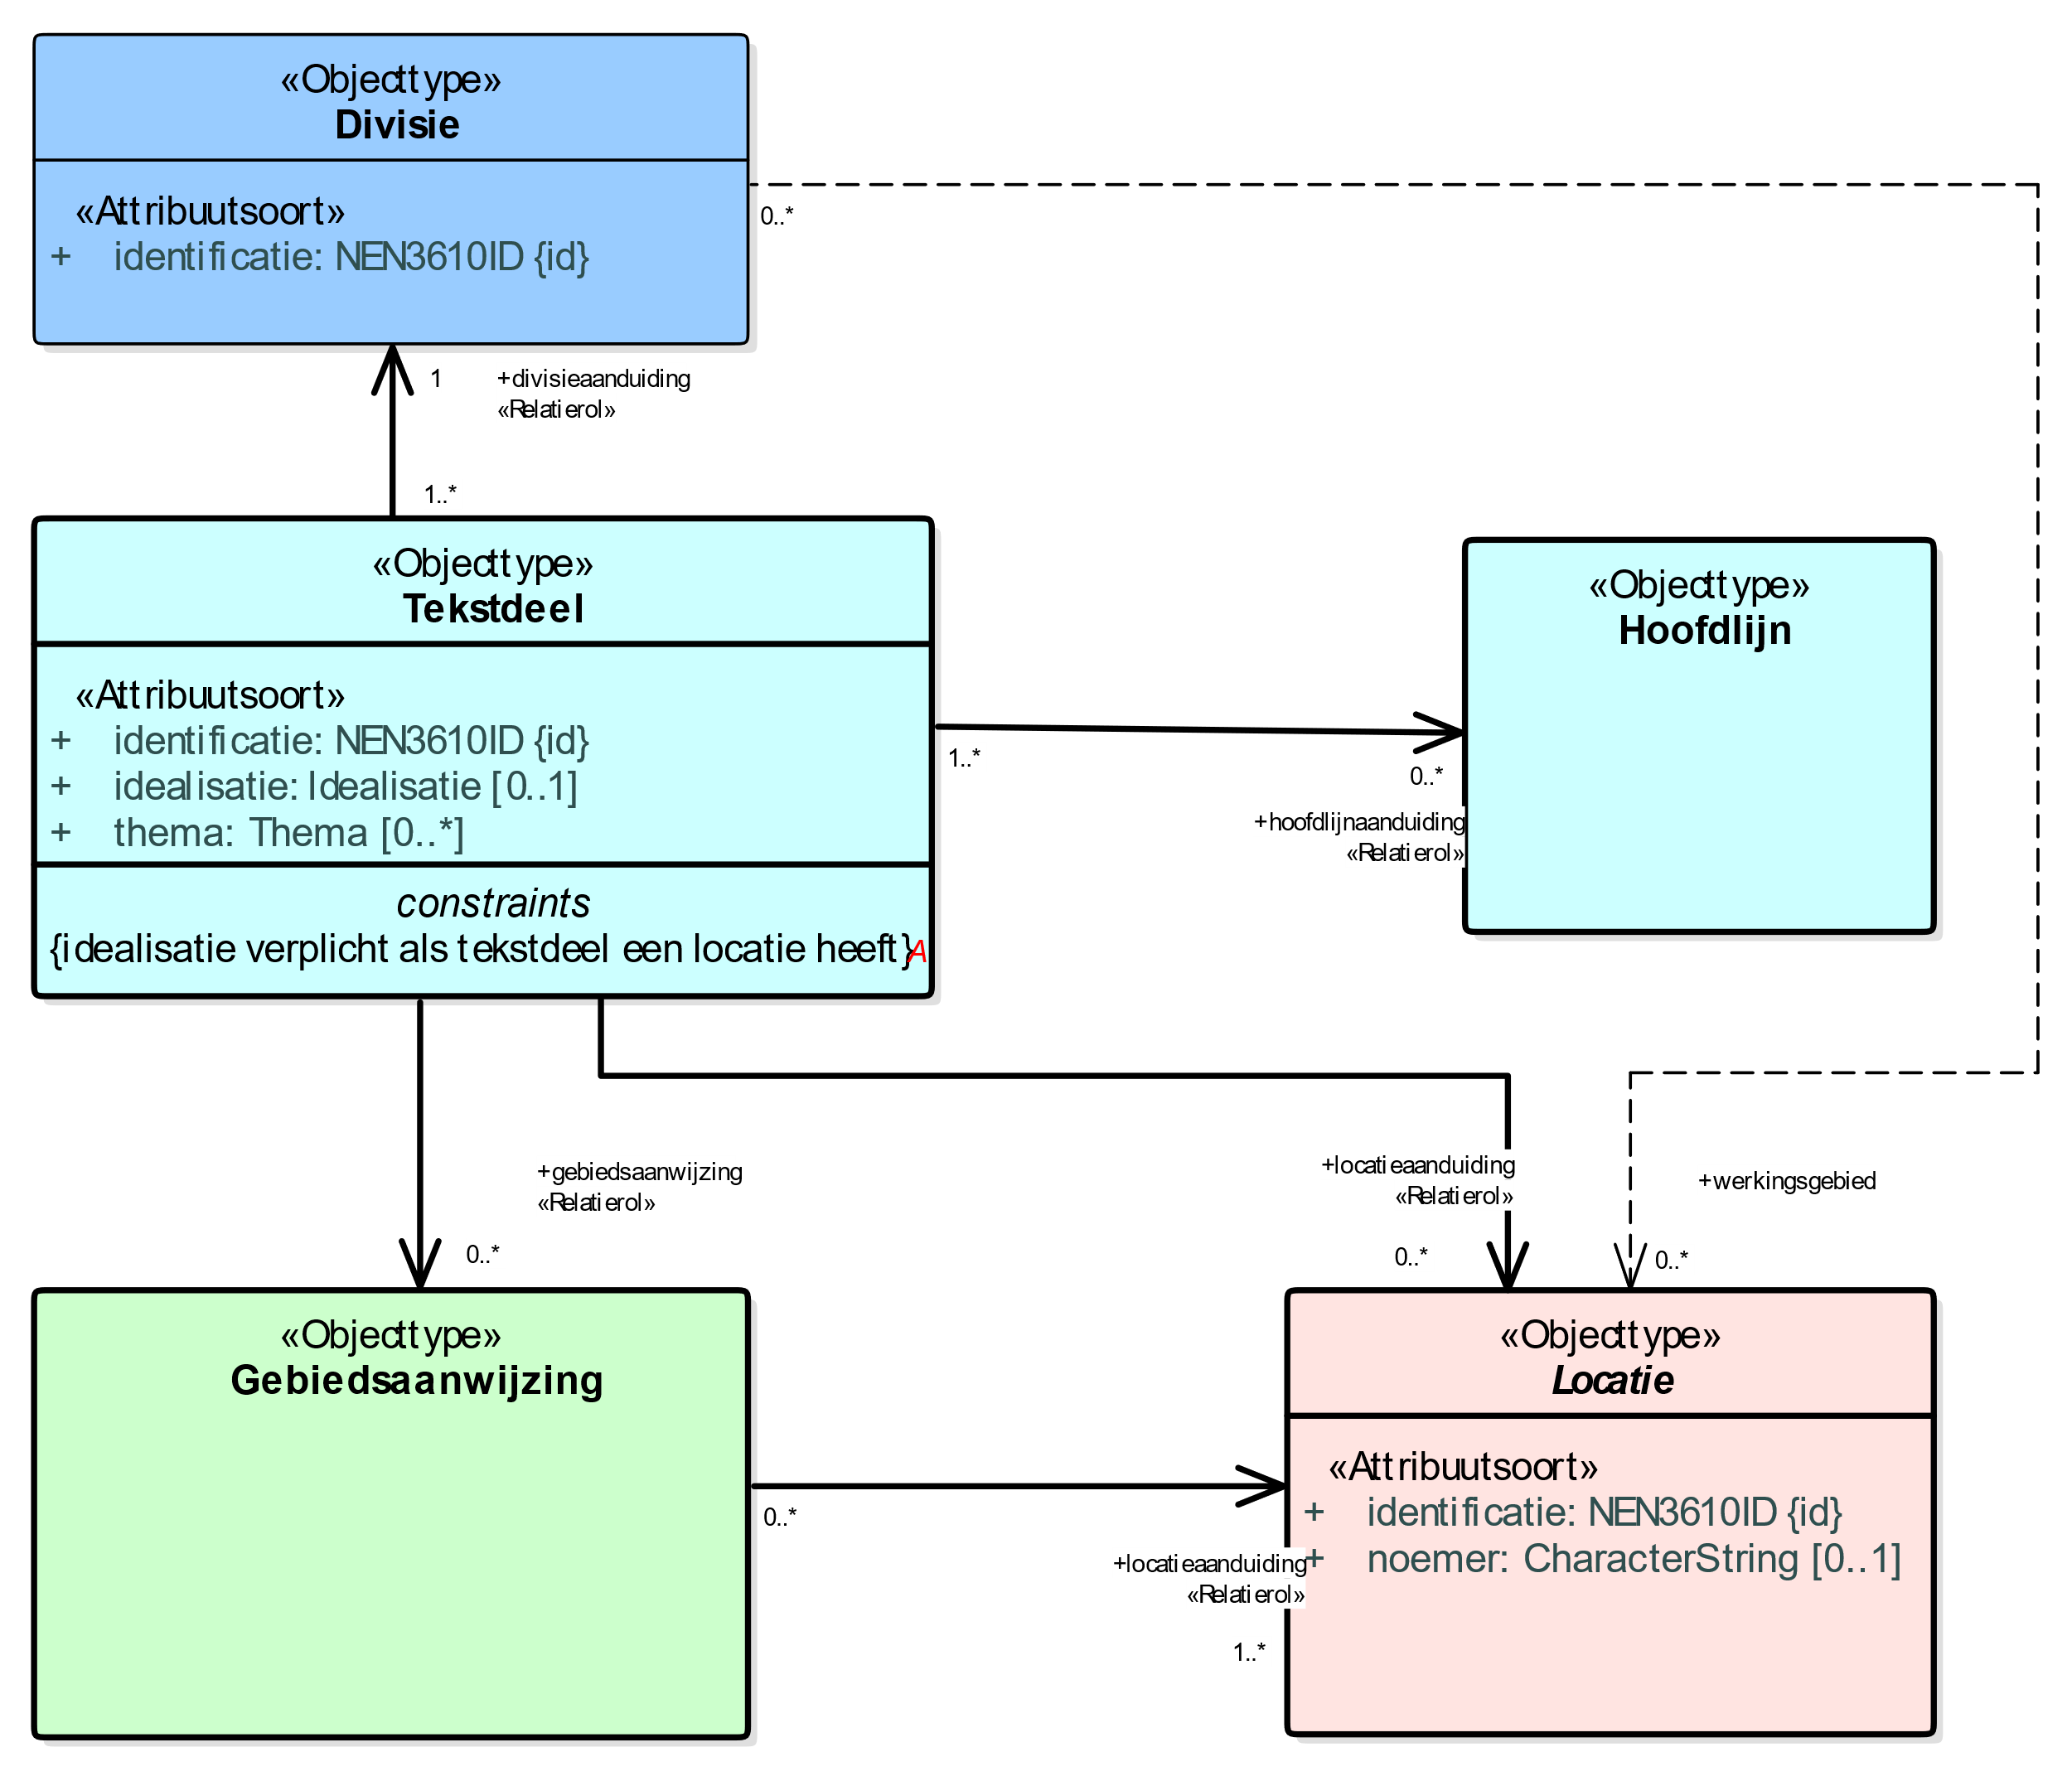 «Objecttype»
Divisie
«Attribuutsoort»
+ identificatie: NEN3610ID {id}
0..*
1
+divisieaanduiding
«Relatierol»
1..*
«Objecttype»
Tekstdeel
«Attribuutsoort»
+ identificatie: NEN3610ID {id}
+ idealisatie: Idealisatie [0..1]
+ thema: Thema [0..*]
constraints
{idealisatie verplicht als tekstdeel een locatie heeft}
A
«Objecttype»
Hoofdlijn
1..*
0..*
+hoofdlijnaanduiding
«Relatierol»
+gebiedsaanwijzing
«Relatierol»
0..*
+locatieaanduiding
«Relatierol»
0..*
+werkingsgebied
0..*
«Objecttype»
Gebiedsaanwijzing
0..*
+locatieaanduiding
«Relatierol»
1..*
«Objecttype»
Locatie
«Attribuutsoort»
+ identificatie: NEN3610ID {id}
+ noemer: CharacterString [0..1]